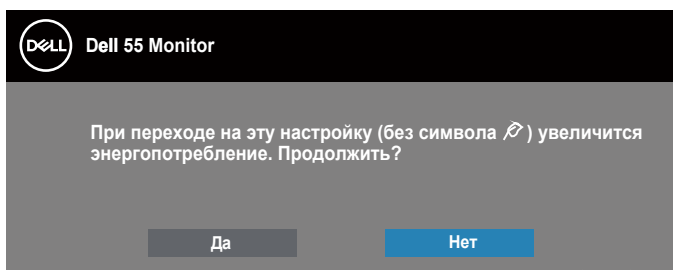 DELL Dell 55 Monitor
При переходе на эту настройку (без символа ) увеличится
энергопотребление. Продолжить?
Да Нет